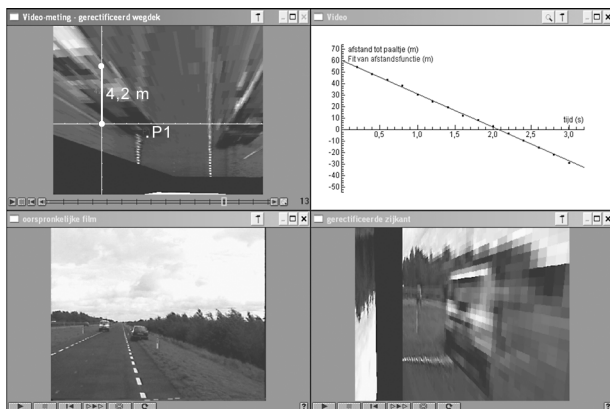 Video-meting - gerectificeerd wegdek
4,2 m
P1
13
Video
afstand tot paaltje (m)
Fit van afstandsfunctie (m)
70
60
50
40
30
20
10
0
-10
-20
-30
-40
-50
tijd (s)
0,5
1,0
1,5
2,0
2,5
3,0
oorspronkelijke film
?
gerectificeerde zijkant
?